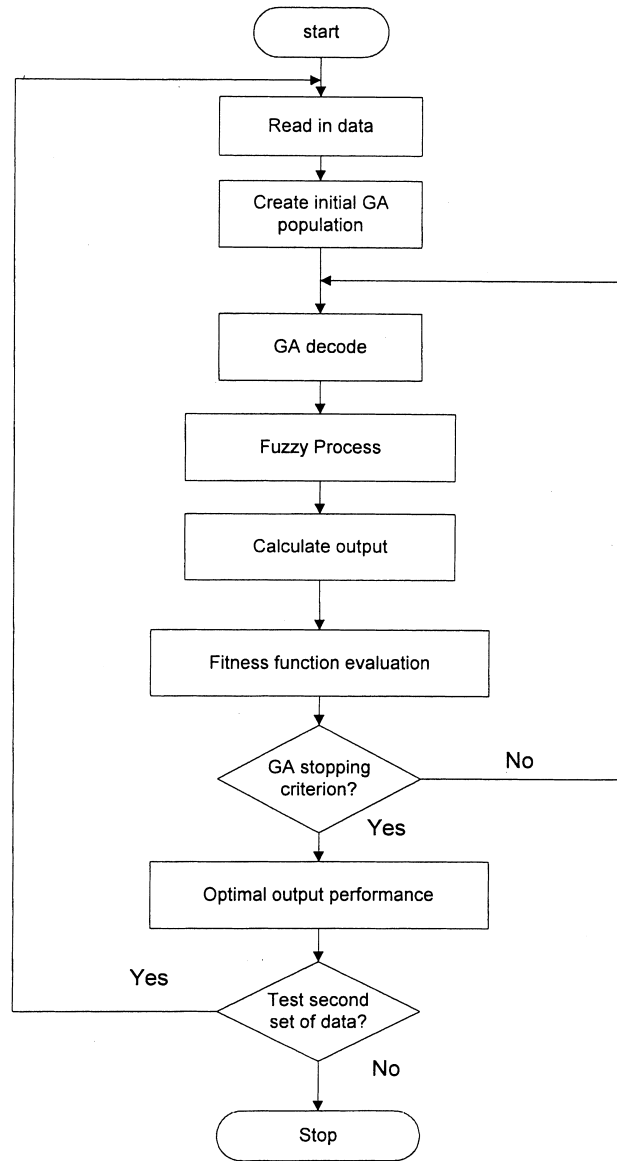 start
Read in data
Create initial GA
population
GA decode
Fuzzy Process
Calculate output
Fitness function evaluation
GA stopping
criterion?
No
Yes
Optimal output performance
Yes
Test second
set of data?
No
Stop